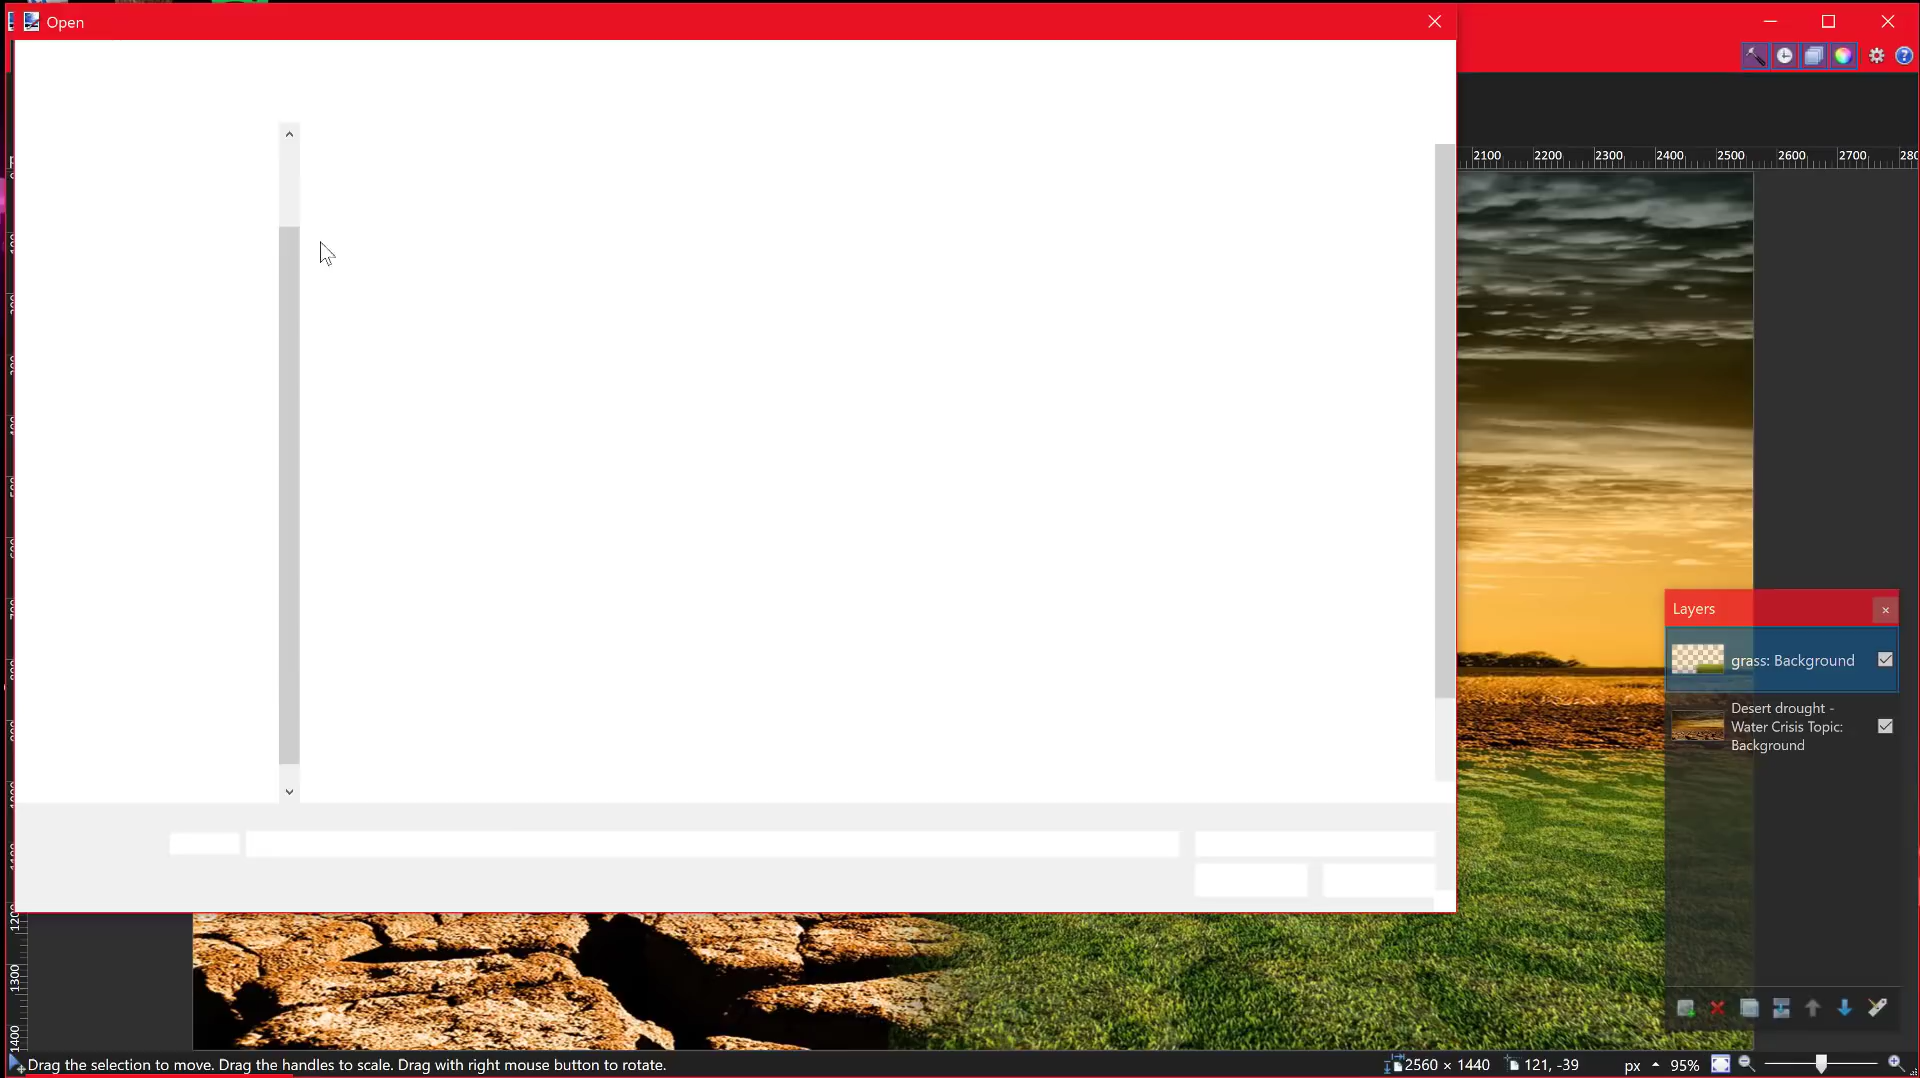 Open
2100 2200 2300 2400 2500 2600 2700 280
Layers
grass: Background
Desert drought -
Water Crisis Topic:
Background
1300
1400
Drag the selection to move. Drag the handles to scale. Drag with right mouse button to rotate.
2560 × 1440
121, -39
px
95%